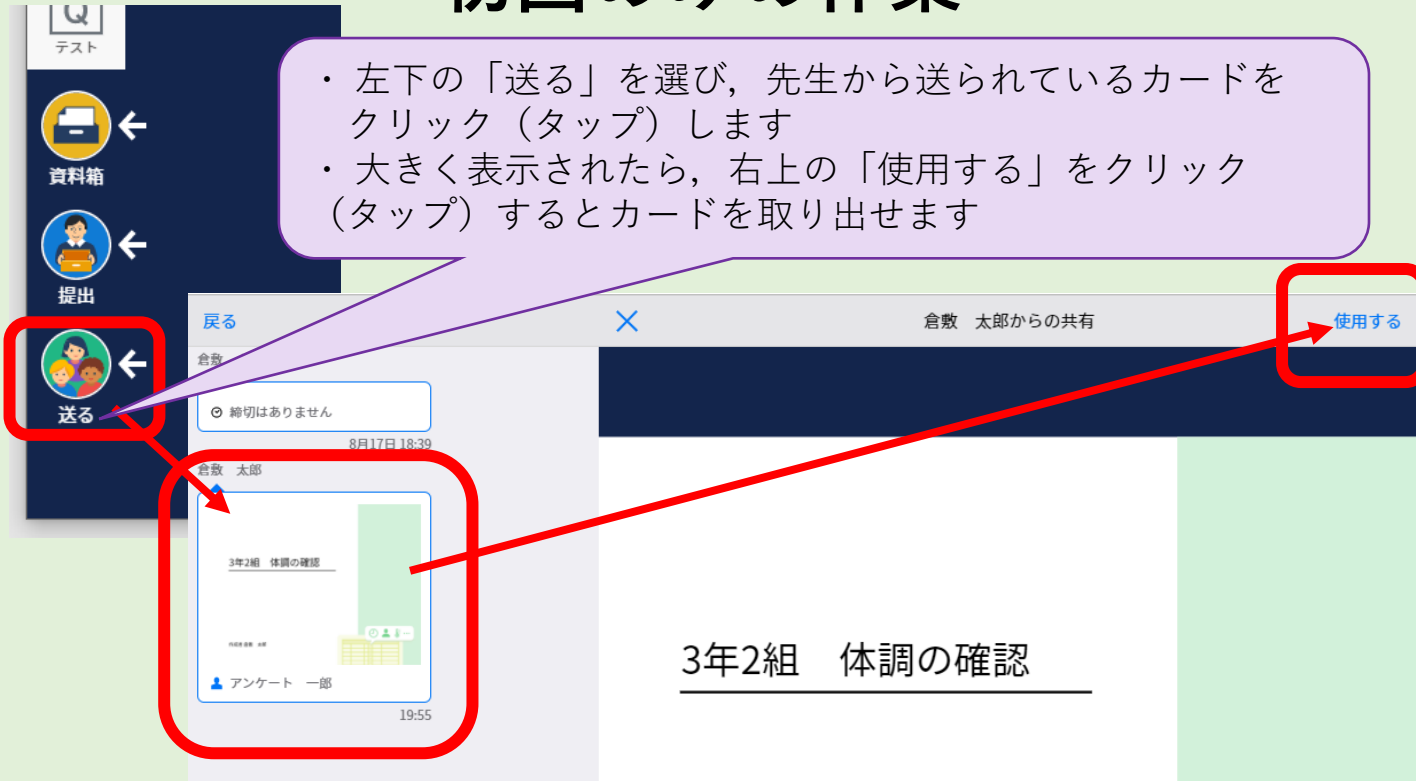 初回のみの作業
Q
テスト
・左下の「送る」を選び，先生から送られているカードを
クリック（タップ）します
・大きく表示されたら，右上の「使用する」をクリック
（タップ）するとカードを取り出せます
資料箱
提出
送る
戻る
倉敷　太郎からの共有
使用する
倉敷
締切はありません
8月17日 18:39
倉敷　太郎
3年2組　体調の確認
アンケート　一郎
19:55
3年2組　体調の確認